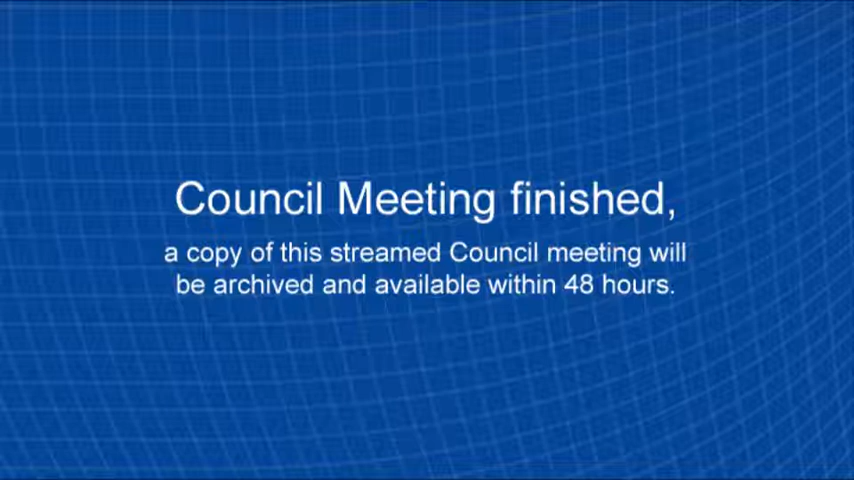 Council Meeting finished,
a copy of this streamed Council meeting will
be archived and available within 48 hours.